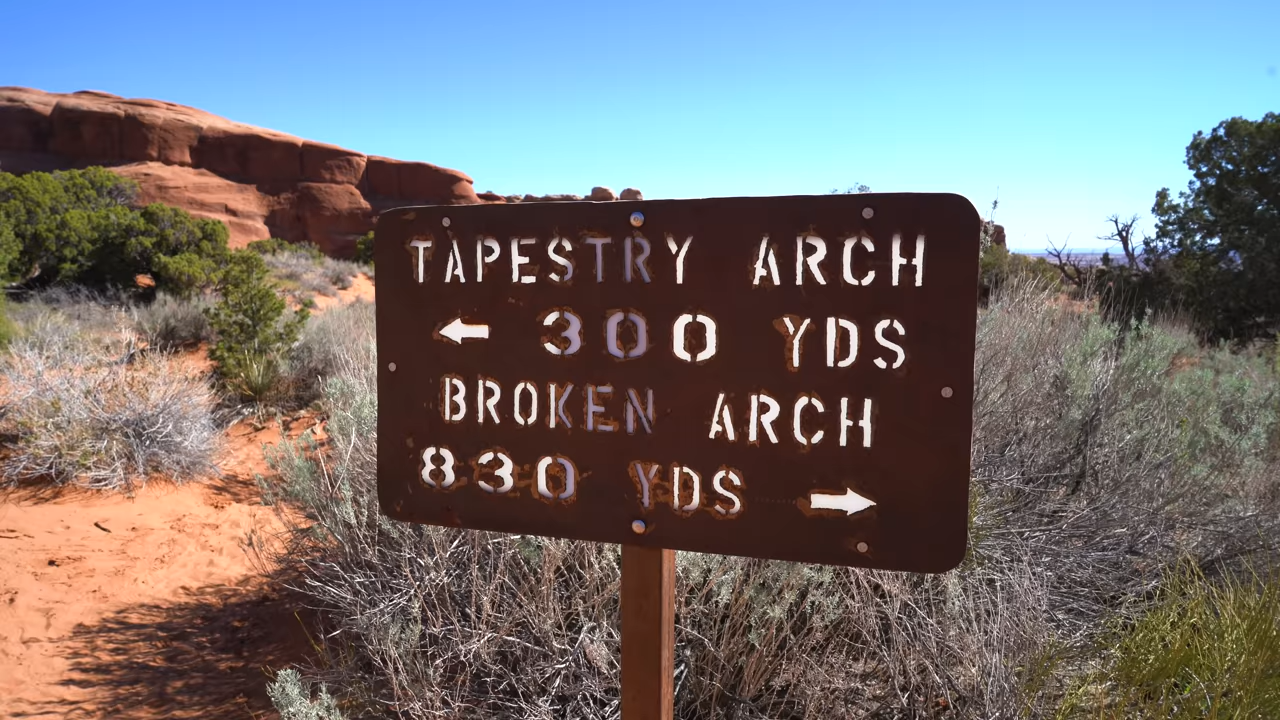 TAPESTRY ARCH
← 300 YDS
BROKEN ARCH
830 YDS →